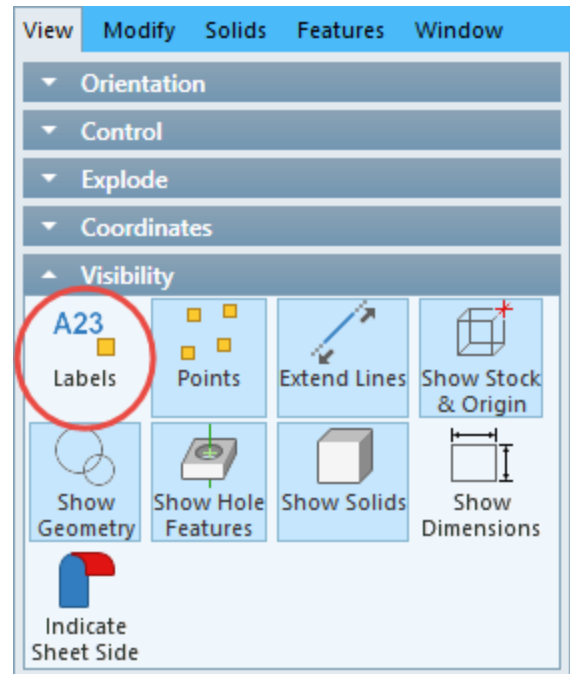 View Modify Solids Features Window
Orientation
Control
Explode
Coordinates
Visibility
A23
Labels Points Extend Lines Show Stock
& Origin
Show Show Hole Show Solids Show
Geometry Features Dimensions
Indicate
Sheet Side